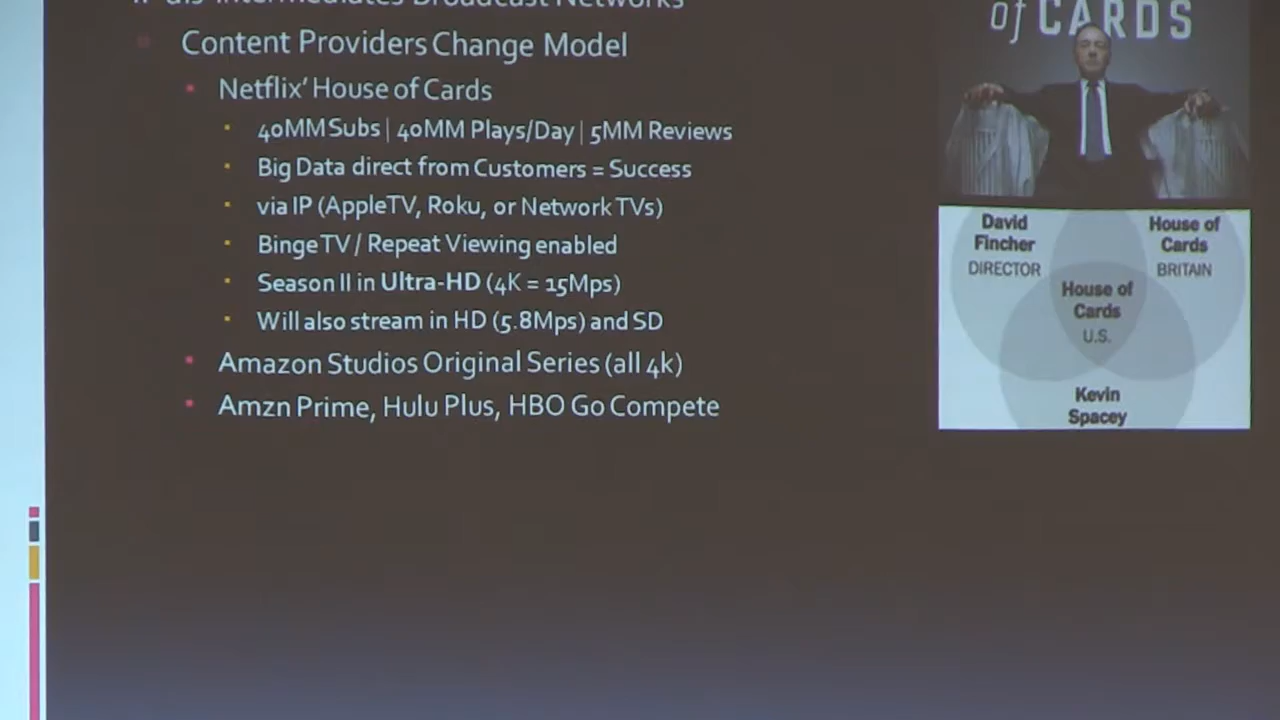 dis-Intermediates Broadcast Networks
Content Providers Change Model
Netflix' House of Cards
40MM Subs | 40MM Plays/Day | 5MM Reviews
Big Data direct from Customers = Success
via IP (AppleTV, Roku, or Network TVs)
Binge TV / Repeat Viewing enabled
Season II in Ultra-HD (4K = 15Mps)
Will also stream in HD (5.8Mps) and SD
Amazon Studios Original Series (all 4k)
Amzn Prime, Hulu Plus, HBO Go Compete
of CARDS
David
Fincher
DIRECTOR
House of
Cards
BRITAIN
House of
Cards
U.S.
Kevin
Spacey